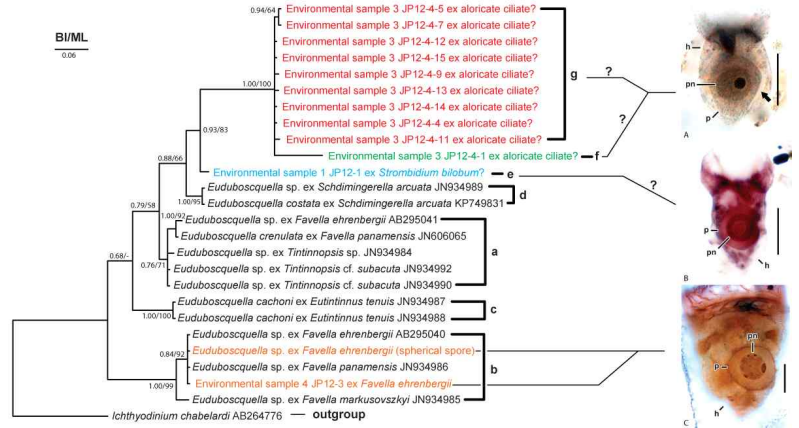 BI/ML
0.06
0.94/64
Environmental sample 3 JP12-4-5 ex aloricate ciliate?
Environmental sample 3 JP12-4-7 ex aloricate ciliate?
Environmental sample 3 JP12-4-12 ex aloricate ciliate?
Environmental sample 3 JP12-4-15 ex aloricate ciliate?
Environmental sample 3 JP12-4-9 ex aloricate ciliate?
1.00/100
Environmental sample 3 JP12-4-13 ex aloricate ciliate?
Environmental sample 3 JP12-4-14 ex aloricate ciliate?
Environmental sample 3 JP12-4-4 ex aloricate ciliate?
Environmental sample 3 JP12-4-11 ex aloricate ciliate?
g
?
?
0.93/83
Environmental sample 3 JP12-4-1 ex aloricate ciliate?
f
0.88/66
Environmental sample 1 JP12-1 ex Strombidium bilobum?
e
?
Euduboscquella sp. ex Schdimingerella arcuata JN934989
1.00/95
Euduboscquella costata ex Schdimingerella arcuata KP749831
d
0.79/58
1.00/92
Euduboscquella sp. ex Favella ehrenbergii AB295041
Euduboscquella crenulata ex Favella panamensis JN606065
0.68/-
Euduboscquella sp. ex Tintinnopsis sp. JN934984
0.76/71
Euduboscquella sp. ex Tintinnopsis cf. subacuta JN934992
Euduboscquella sp. ex Tintinnopsis cf. subacuta JN934990
a
Euduboscquella cachoni ex Eutintinnus tenuis JN934987
1.00/100
Euduboscquella cachoni ex Eutintinnus tenuis JN934988
c
Euduboscquella sp. ex Favella ehrenbergii AB295040
0.84/92
Euduboscquella sp. ex Favella ehrenbergii (spherical spore)
Euduboscquella sp. ex Favella panamensis JN934986
1.00/99
Environmental sample 4 JP12-3 ex Favella ehrenbergii
Euduboscquella sp. ex Favella markusovszkyi JN934985
b
Ichthyodinium chabelardi AB264776
outgroup
h
pn
p
A
p
pn
h
B
pn
p
h
C